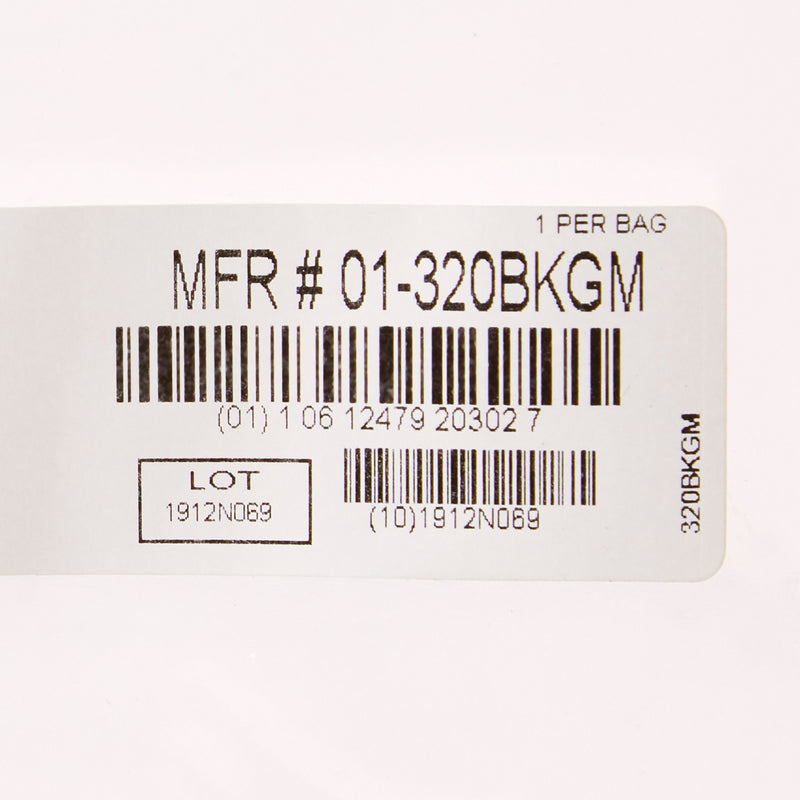 1 PER BAG
MFR # 01-320BKGM
(01) 1 06 12479 20302 7
LOT
1912N069
(10)1912N069
320BKGM